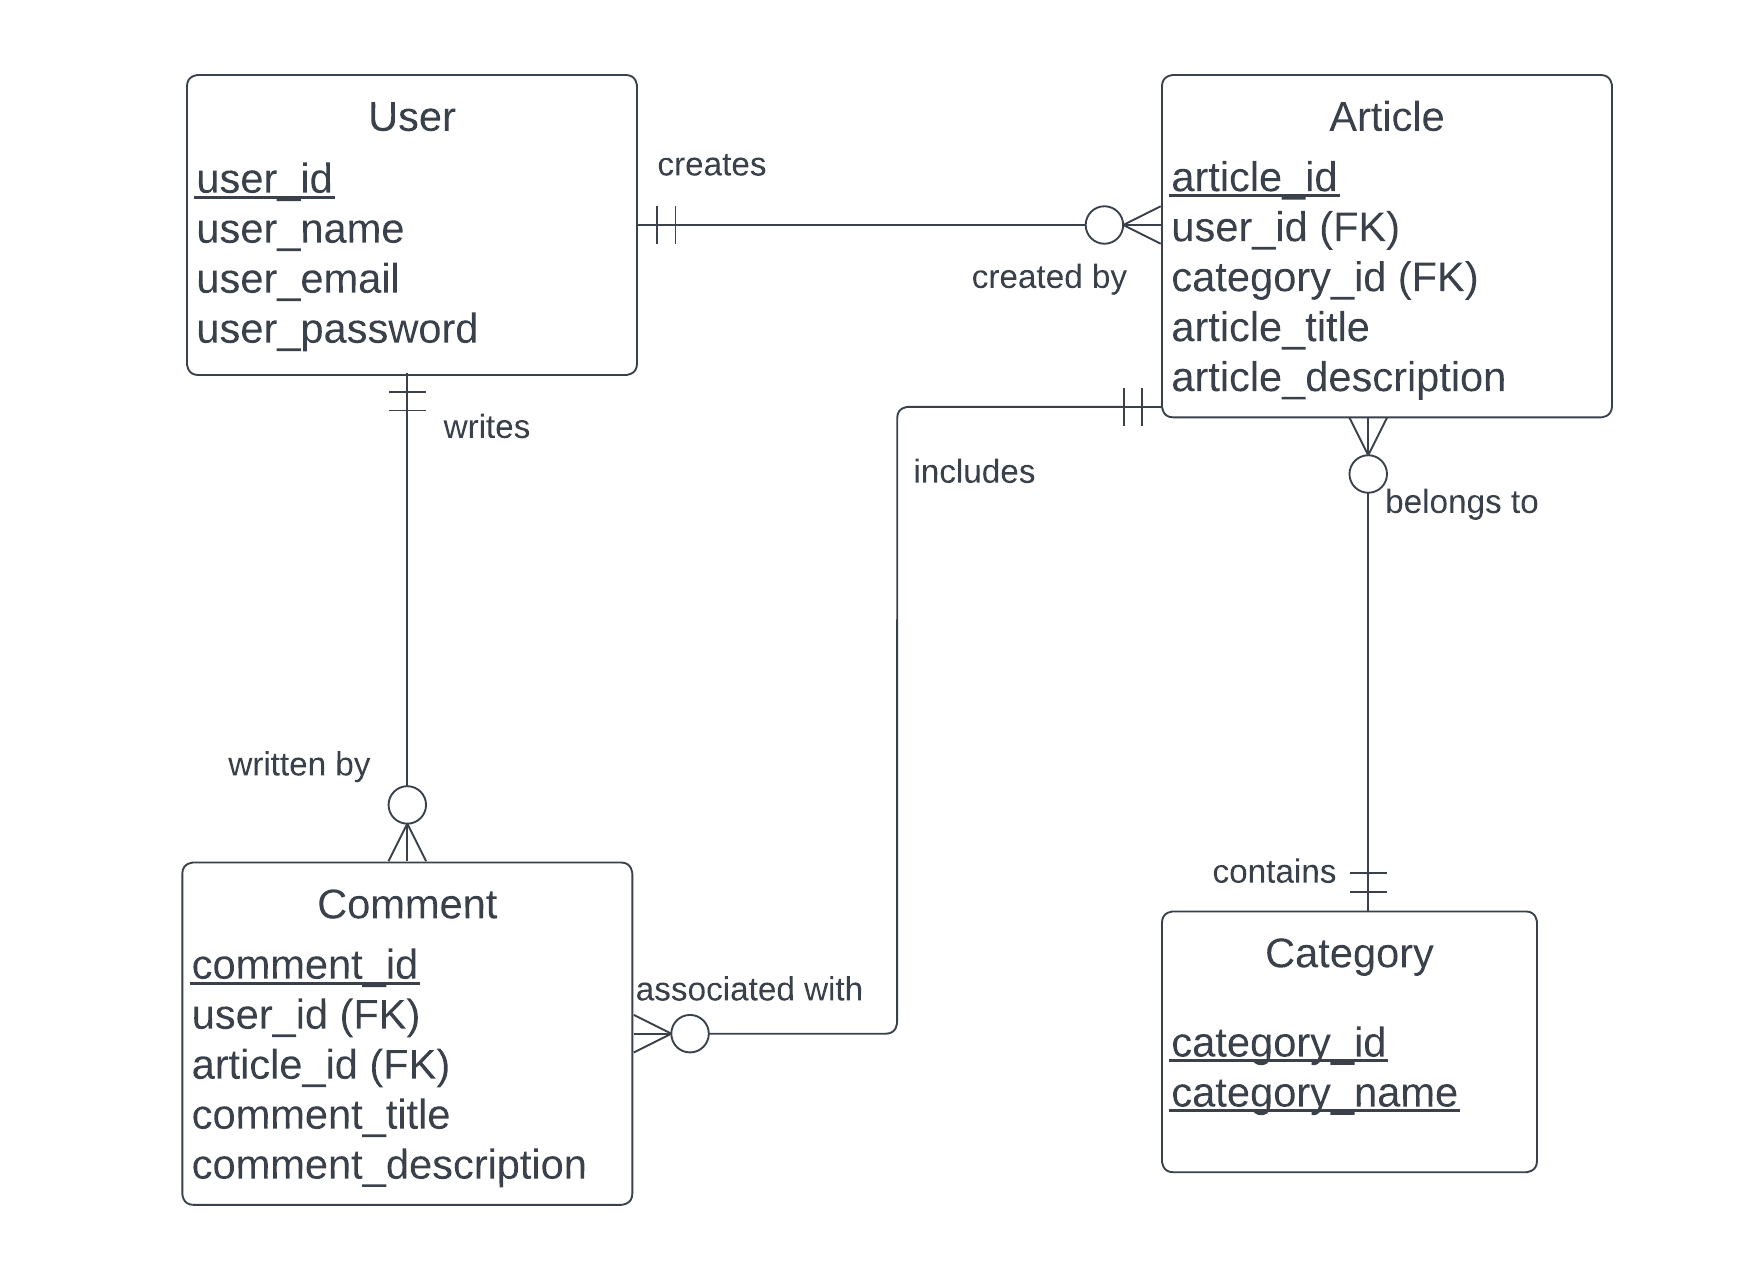 User
user_id
user_name
user_email
user_password
creates
created by
Article
article_id
user_id (FK)
category_id (FK)
article_title
article_description
writes
includes
belongs to
written by
contains
Comment
comment_id
user_id (FK)
article_id (FK)
comment_title
comment_description
associated with
Category
category_id
category_name